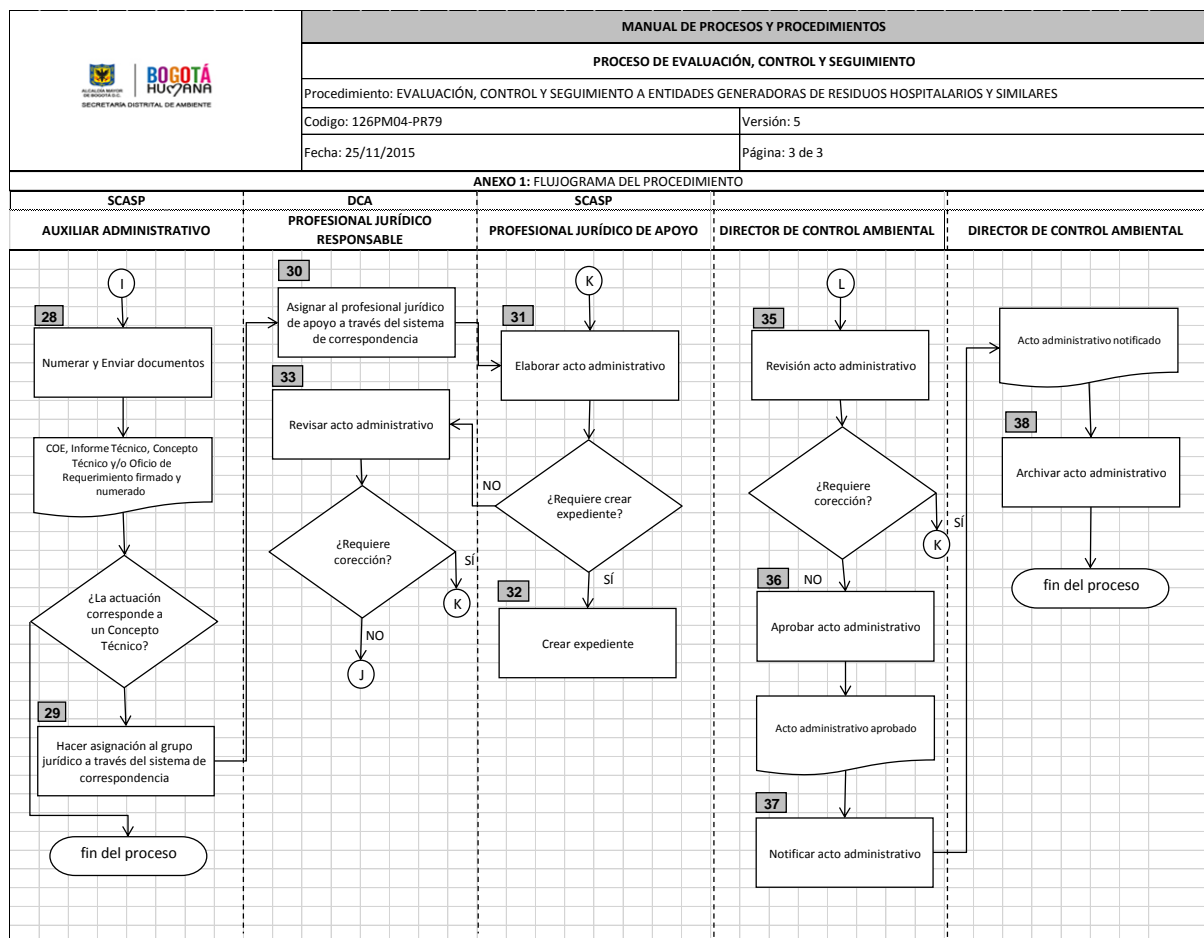 MANUAL DE PROCESOS Y PROCEDIMIENTOS
ALCALDÍA MAYOR
DE BOGOTÁ D.C.
BOGOTÁ
HUMANA
SECRETARÍA DISTRITAL DE AMBIENTE
PROCESO DE EVALUACIÓN, CONTROL Y SEGUIMIENTO
Procedimiento: EVALUACIÓN, CONTROL Y SEGUIMIENTO A ENTIDADES GENERADORAS DE RESIDUOS HOSPITALARIOS Y SIMILARES
Codigo: 126PM04-PR79
Versión: 5
Fecha: 25/11/2015
Página: 3 de 3
ANEXO 1: FLUJOGRAMA DEL PROCEDIMIENTO
SCASP
DCA
SCASP
AUXILIAR ADMINISTRATIVO
PROFESIONAL JURÍDICO
RESPONSABLE
PROFESIONAL JURÍDICO DE APOYO
DIRECTOR DE CONTROL AMBIENTAL
DIRECTOR DE CONTROL AMBIENTAL
I
28
Numerar y Enviar documentos
COE, Informe Técnico, Concepto
Técnico y/o Oficio de
Requerimiento firmado y
numerado
¿La actuación
corresponde a
un Concepto
Técnico?
29
Hacer asignación al grupo
jurídico a través del sistema de
correspondencia
fin del proceso
30
Asignar al profesional jurídico
de apoyo a través del sistema
de correspondencia
33
Revisar acto administrativo
¿Requiere
corección?
SÍ
K
NO
J
K
31
Elaborar acto administrativo
NO
¿Requiere crear
expediente?
SÍ
32
Crear expediente
L
35
Revisión acto administrativo
¿Requiere
corección?
SÍ
K
NO
36
Aprobar acto administrativo
Acto administrativo aprobado
37
Notificar acto administrativo
Acto administrativo notificado
38
Archivar acto administrativo
fin del proceso